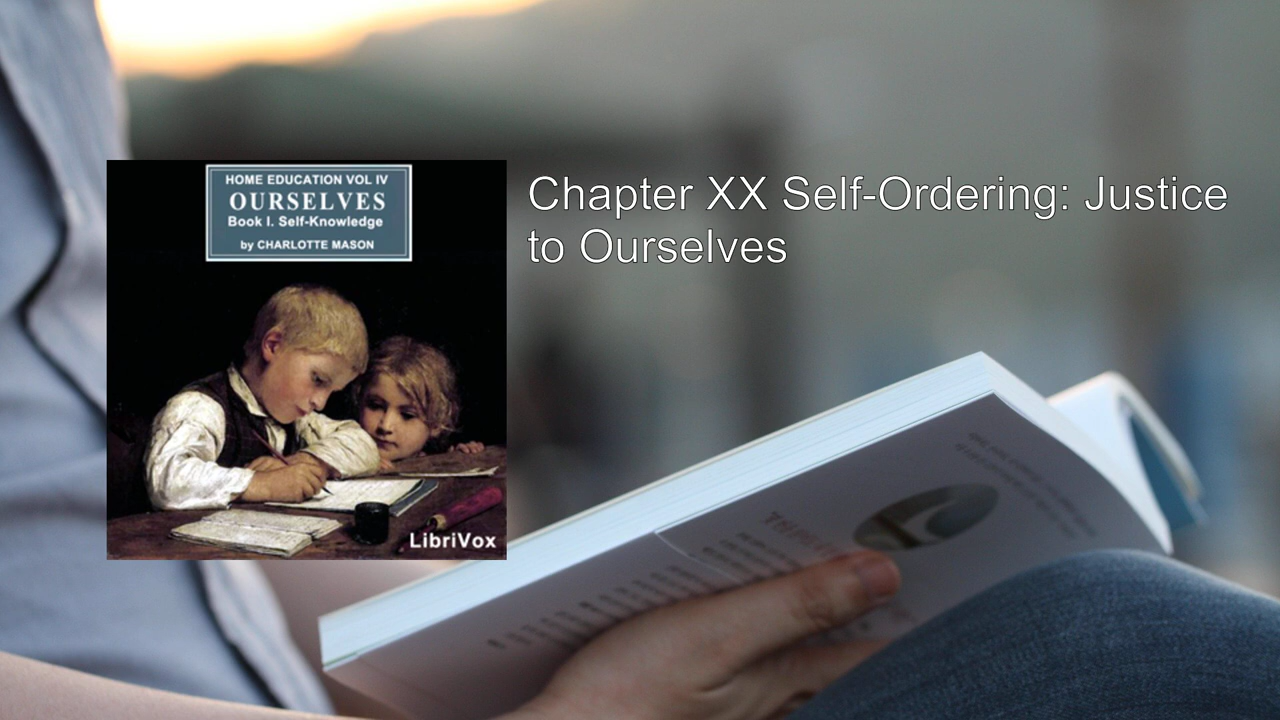 HOME EDUCATION VOL IV
OURSELVES
Book I. Self-Knowledge
by CHARLOTTE MASON
LibriVox
Chapter XX Self-Ordering: Justice
to Ourselves